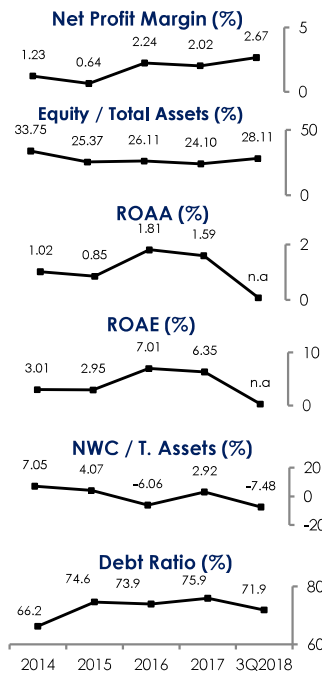 Net Profit Margin (%)
1.23 0.64 2.24 2.02 2.67
5
0
Equity / Total Assets (%)
33.75 25.37 26.11 24.10 28.11
50
0
ROAA (%)
1.02 0.85 1.81 1.59 n.a
2
0
ROAE (%)
3.01 2.95 7.01 6.35 n.a
10
0
NWC / T. Assets (%)
7.05 4.07 -6.06 2.92 -7.48
20
0
-20
Debt Ratio (%)
66.2 74.6 73.9 75.9 71.9
80
60
2014 2015 2016 2017 3Q2018